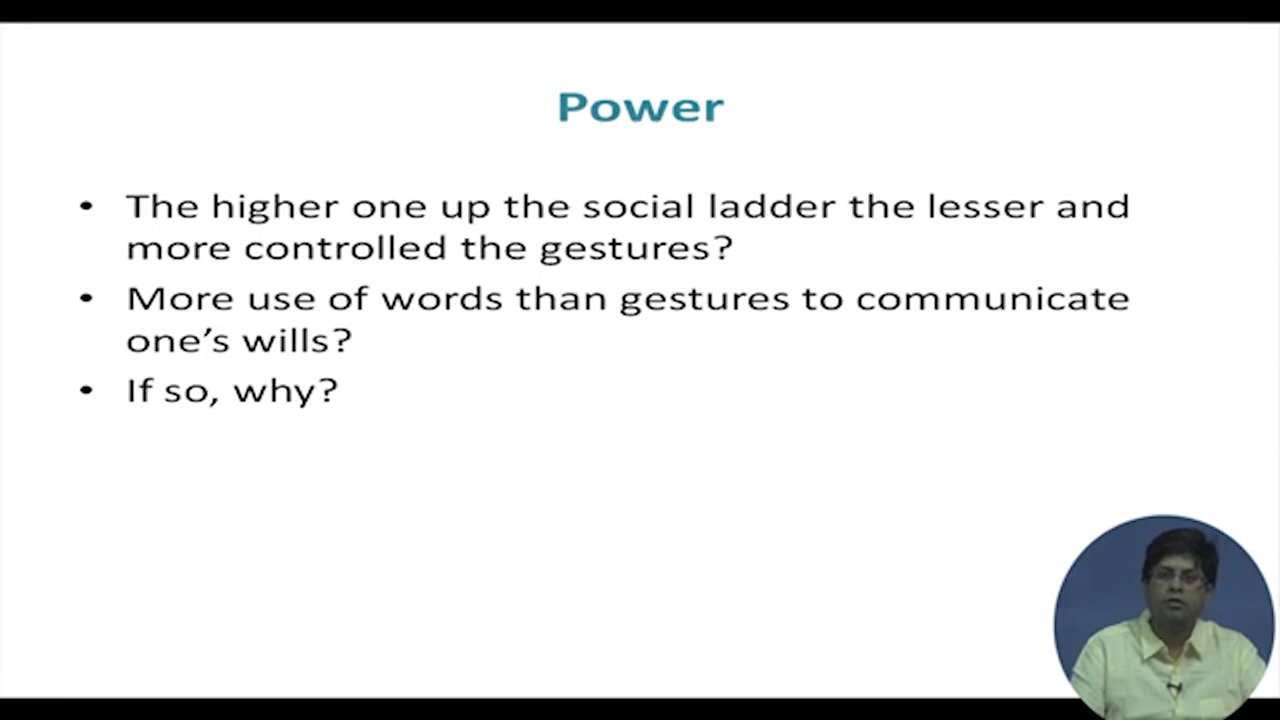 Power
• The higher one up the social ladder the lesser and
more controlled the gestures?
• More use of words than gestures to communicate
one’s wills?
• If so, why?